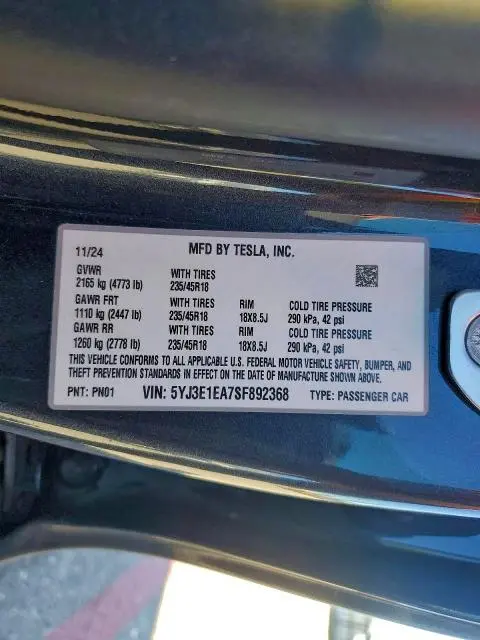 11/24 MFD BY TESLA, INC.
GVWR WITH TIRES
2165 kg (4773 lb) 235/45R18
GAWR FRT WITH TIRES RIM COLD TIRE PRESSURE
1110 kg (2447 lb) 235/45R18 18X8.5J 290 kPa, 42 psi
GAWR RR WITH TIRES RIM COLD TIRE PRESSURE
1260 kg (2778 lb) 235/45R18 18X8.5J 290 kPa, 42 psi
THIS VEHICLE CONFORMS TO ALL APPLICABLE U.S. FEDERAL MOTOR VEHICLE SAFETY, BUMPER, AND
THEFT PREVENTION STANDARDS IN EFFECT ON THE DATE OF MANUFACTURE SHOWN ABOVE.
PNT: PN01 VIN: 5YJ3E1EA7SF892368 TYPE: PASSENGER CAR